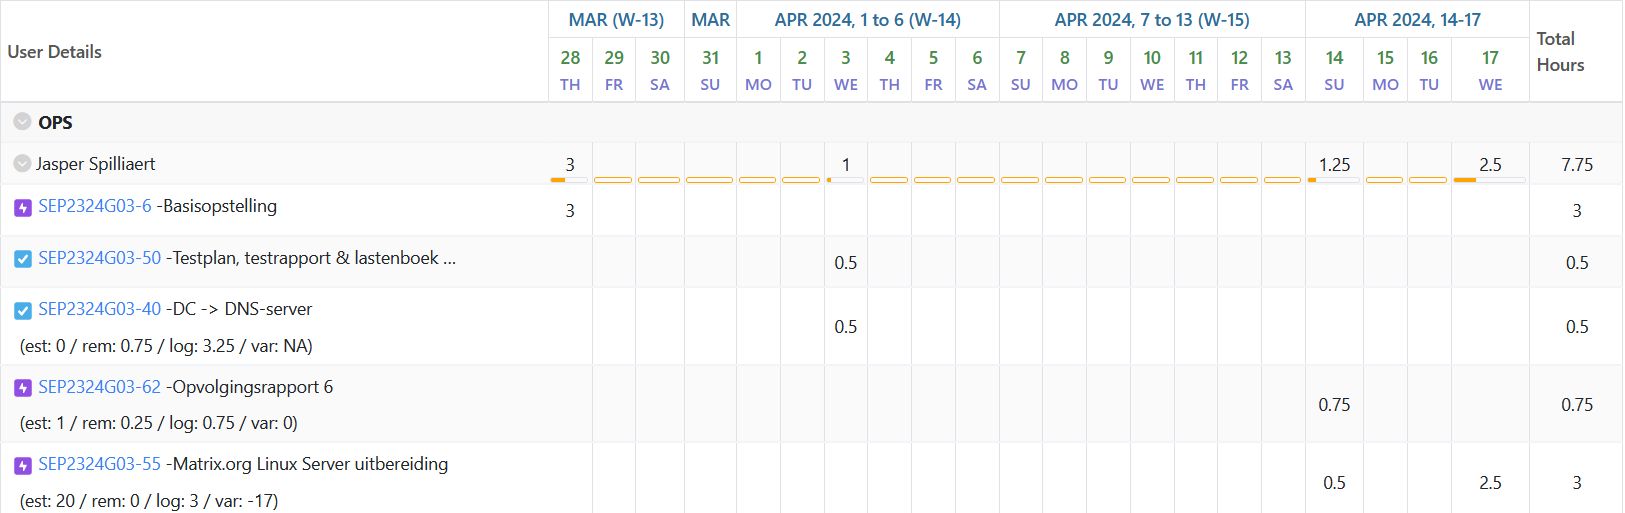 User Details MAR (W-13) MAR APR 2024, 1 to 6 (W-14) APR 2024, 7 to 13 (W-15) APR 2024, 14-17 Total Hours
28 29 30 31 1 2 3 4 5 6 7 8 9 10 11 12 13 14 15 16 17
TH FR SA SU MO TU WE TH FR SA SU MO TU WE TH FR SA SU MO TU WE
OPS
Jasper Spilliaert 3 1 1.25 2.5 7.75
SEP2324G03-6 -Basisopstelling 3 3
SEP2324G03-50 -Testplan, testrapport & lastenboek ... 0.5 0.5
SEP2324G03-40 -DC -> DNS-server 0.5 0.5
(est: 0 / rem: 0.75 / log: 3.25 / var: NA)
SEP2324G03-62 -Opvolgingsrapport 6 0.75 0.75
(est: 1 / rem: 0.25 / log: 0.75 / var: 0)
SEP2324G03-55 -Matrix.org Linux Server uitbereiding 0.5 2.5 3
(est: 20 / rem: 0 / log: 3 / var: -17)